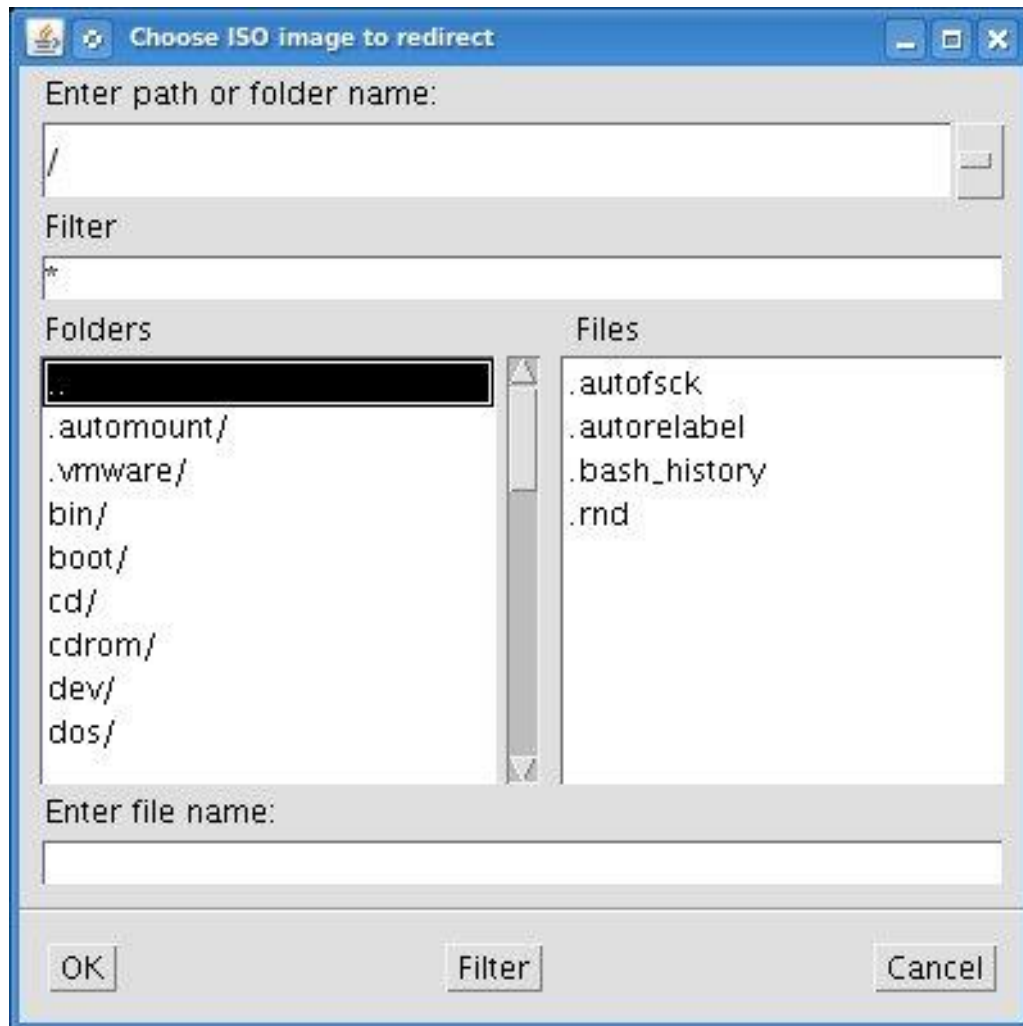 Choose ISO image to redirect
Enter path or folder name:
/
Filter
*
Folders
..
.automount/
.vmware/
bin/
boot/
cd/
cdrom/
dev/
dos/
Files
.autofsck
.autorelabel
.bash_history
.rnd
Enter file name:
OK
Filter
Cancel